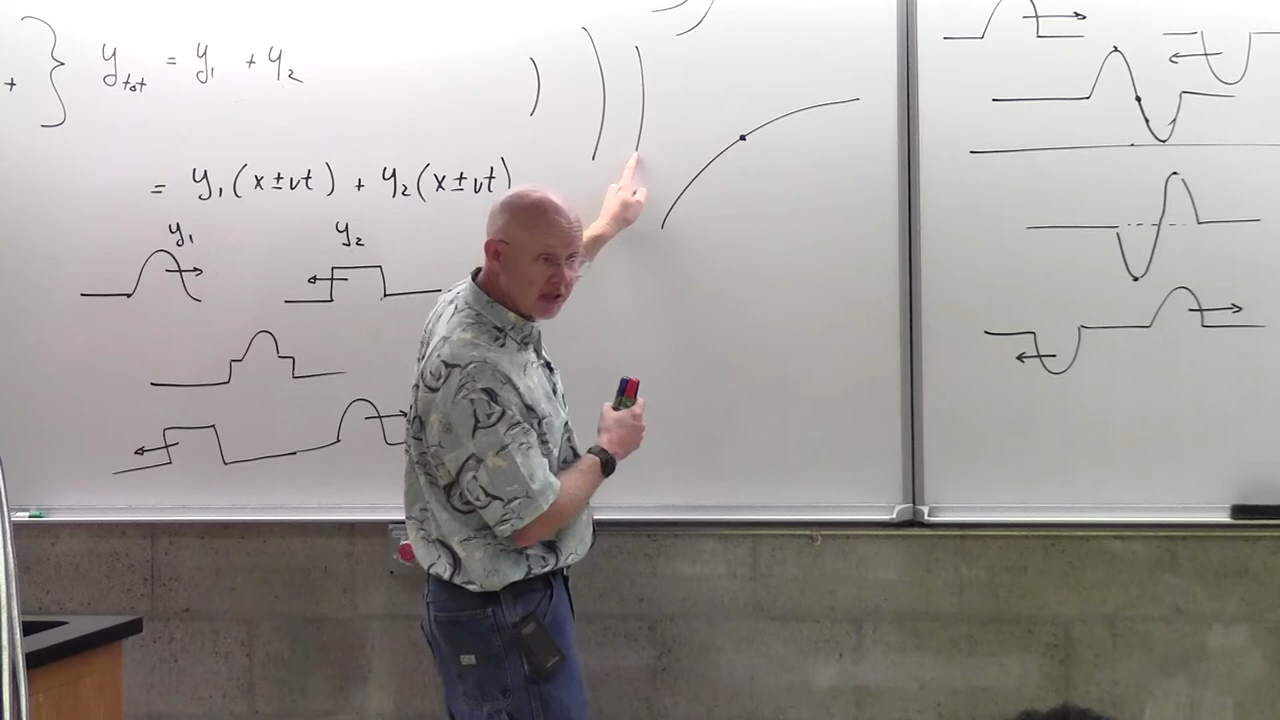 + } y_tot = y₁ + y₂
= y₁(x±vt) + y₂(x±vt)
y₁ y₂